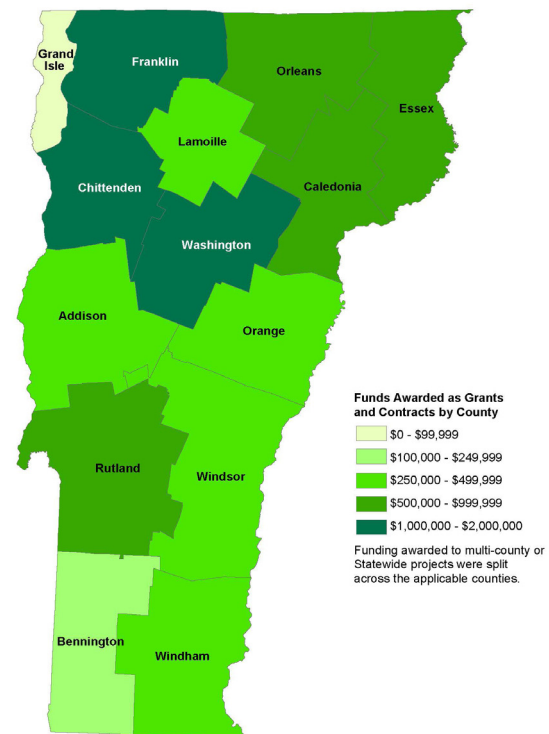 Grand
Isle
Franklin
Orleans
Essex
Lamoille
Chittenden
Caledonia
Washington
Addison
Orange
Rutland
Windsor
Bennington
Windham
Funds Awarded as Grants
and Contracts by County
$0 - $99,999
$100,000 - $249,999
$250,000 - $499,999
$500,000 - $999,999
$1,000,000 - $2,000,000
Funding awarded to multi-county or
Statewide projects were split
across the applicable counties.